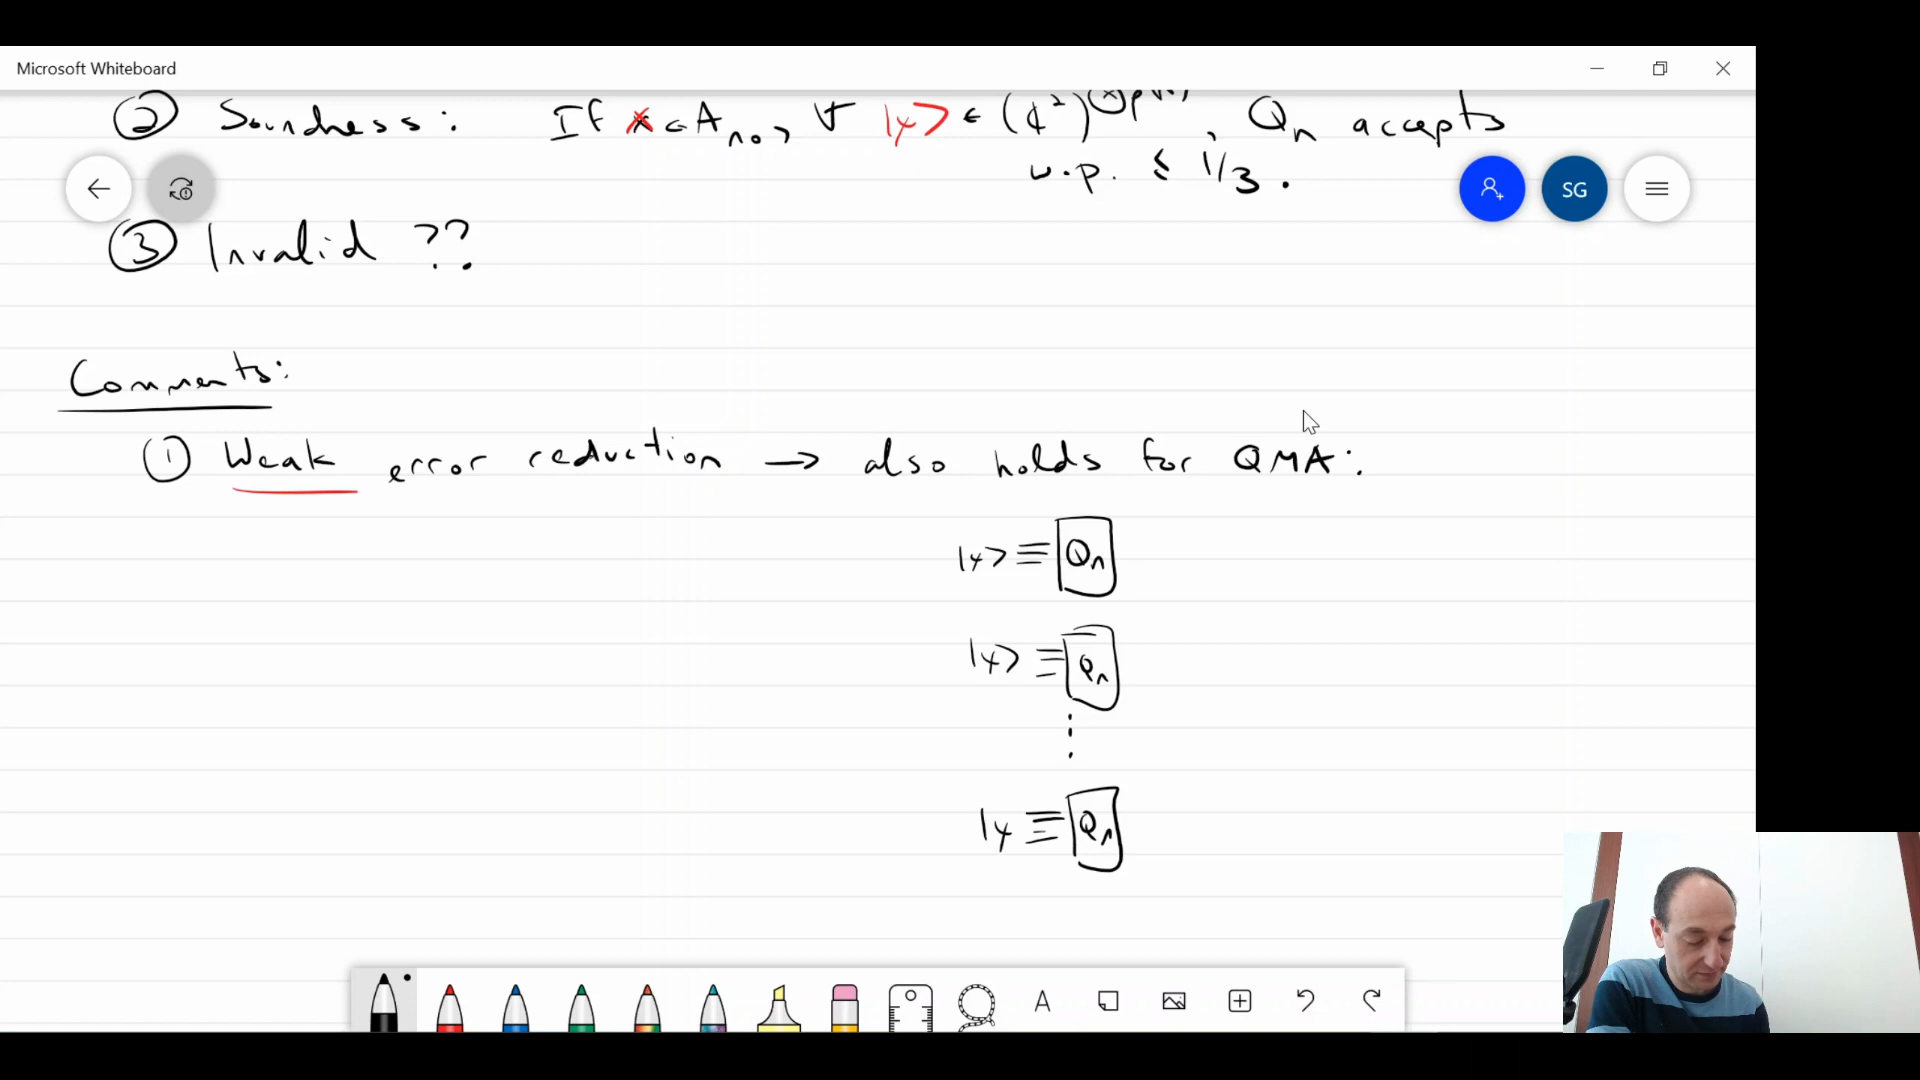 Microsoft Whiteboard
② Soundness: If x ∈ A_no, ∀ |y> ∈ (ℂ²)^⊗p(n), Q_n accepts
w.p. ≤ 1/3.
SG
③ Invalid ??
Comments:
① Weak error reduction → also holds for QMA:
|y> ≡ Q_n
|y> ≡ Q_n
⋮
|y ≡ Q_n
A